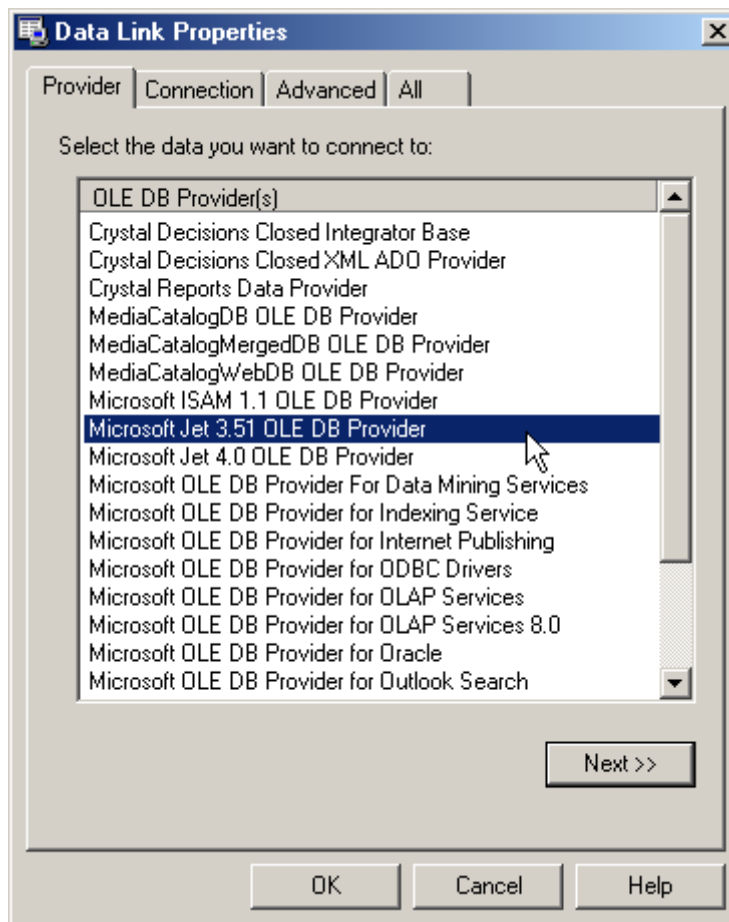 Data Link Properties
Provider Connection Advanced All
Select the data you want to connect to:
OLE DB Provider(s)
Crystal Decisions Closed Integrator Base
Crystal Decisions Closed XML ADO Provider
Crystal Reports Data Provider
MediaCatalogDB OLE DB Provider
MediaCatalogMergedDB OLE DB Provider
MediaCatalogWebDB OLE DB Provider
Microsoft ISAM 1.1 OLE DB Provider
Microsoft Jet 3.51 OLE DB Provider
Microsoft Jet 4.0 OLE DB Provider
Microsoft OLE DB Provider For Data Mining Services
Microsoft OLE DB Provider for Indexing Service
Microsoft OLE DB Provider for Internet Publishing
Microsoft OLE DB Provider for ODBC Drivers
Microsoft OLE DB Provider for OLAP Services
Microsoft OLE DB Provider for OLAP Services 8.0
Microsoft OLE DB Provider for Oracle
Microsoft OLE DB Provider for Outlook Search
Next >>
OK Cancel Help